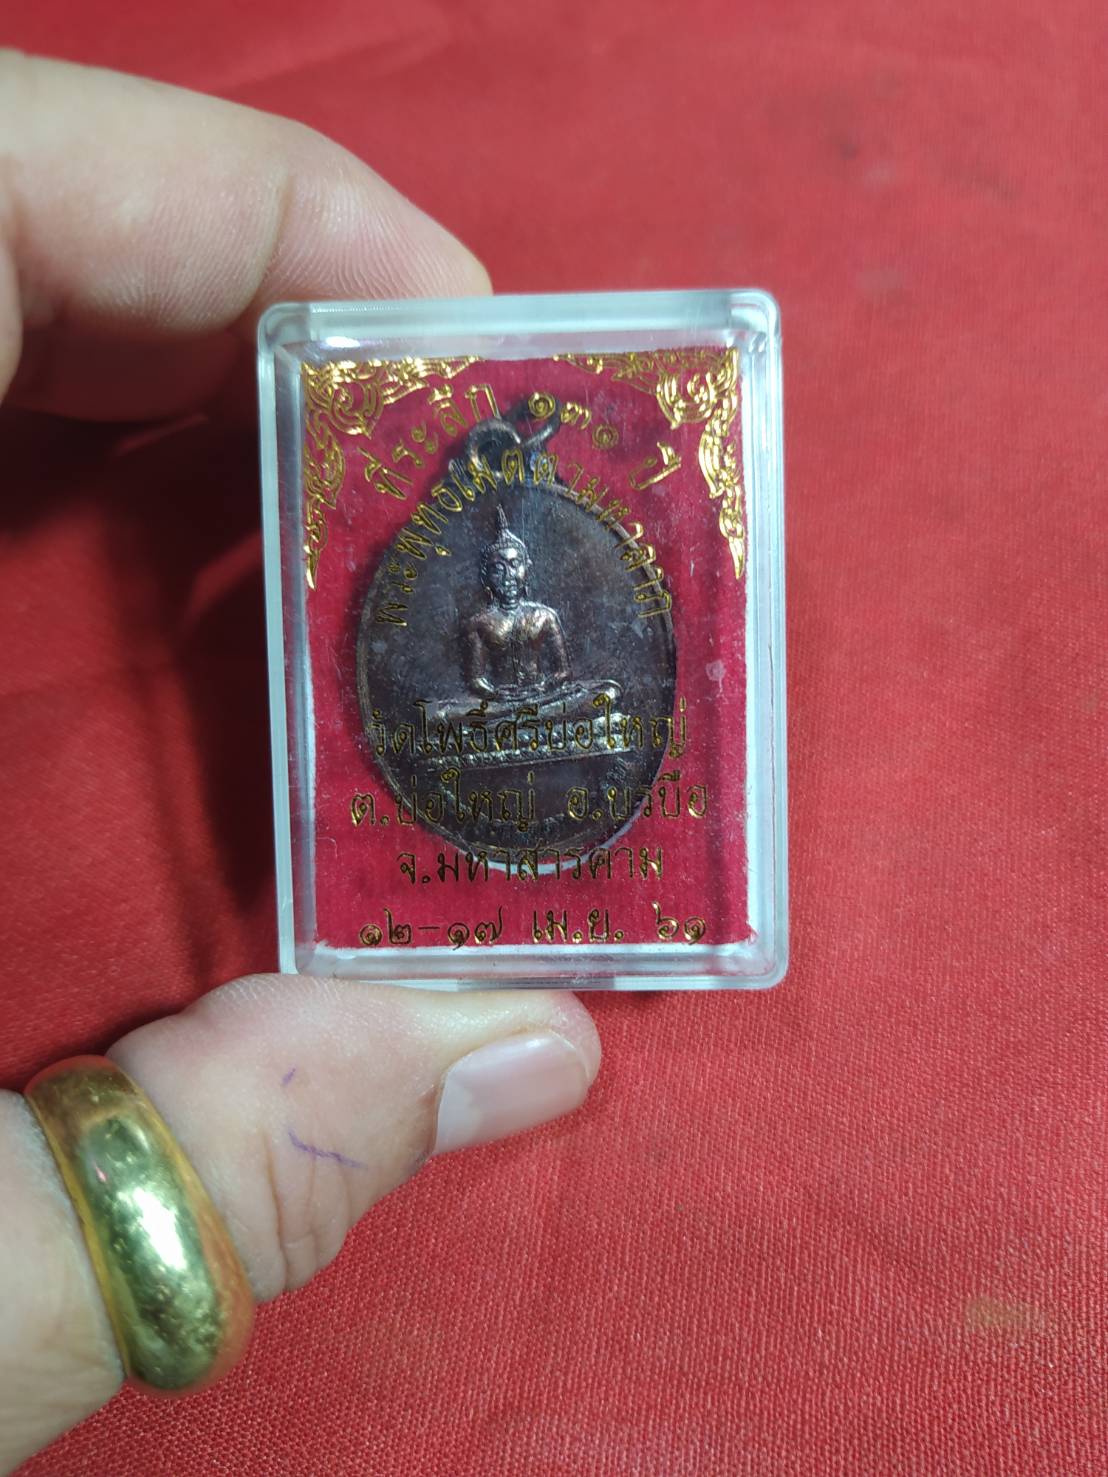 ที่ระลึก ๑๓๑ ปี
พระพุทธเมตตามหาลาภ
วัดโพธิ์ศรีบ่อใหญ่
ต.บ่อใหญ่ อ.บรบือ
จ.มหาสารคาม
๑๒-๑๗ เม.ย. ๖๑